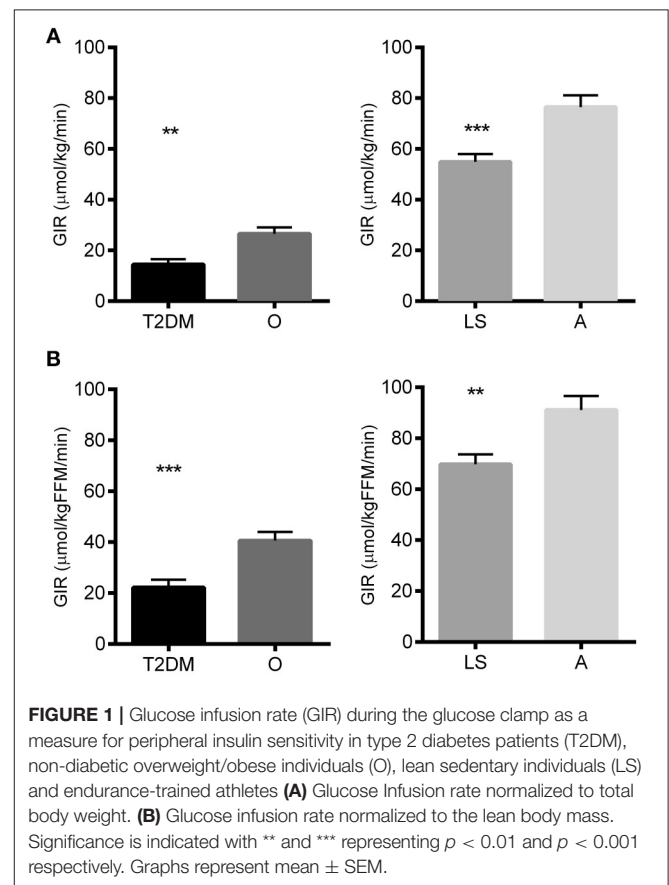 A
GIR (μmol/kg/min)
100
80
60
40
20
0
**
T2DM
O
GIR (μmol/kg/min)
100
80
60
40
20
0
***
LS
A
B
GIR (μmol/kgFFM/min)
100
80
60
40
20
0
***
T2DM
O
GIR (μmol/kgFFM/min)
100
80
60
40
20
0
**
LS
A
FIGURE 1 | Glucose infusion rate (GIR) during the glucose clamp as a
measure for peripheral insulin sensitivity in type 2 diabetes patients (T2DM),
non-diabetic overweight/obese individuals (O), lean sedentary individuals (LS)
and endurance-trained athletes (A) Glucose Infusion rate normalized to total
body weight. (B) Glucose infusion rate normalized to the lean body mass.
Significance is indicated with ** and *** representing p < 0.01 and p < 0.001
respectively. Graphs represent mean ± SEM.